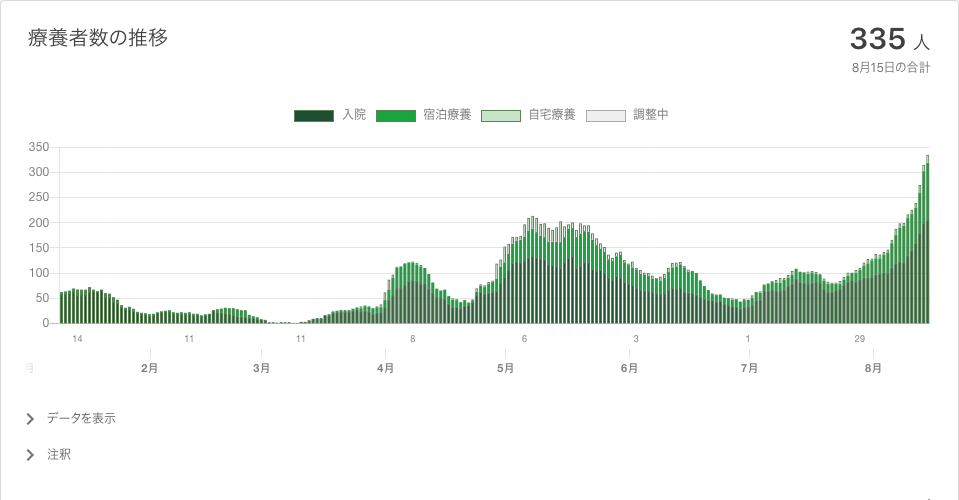 療養者数の推移
335 人
8月15日の合計
入院 宿泊療養 自宅療養 調整中
350
300
250
200
150
100
50
0
14 11 11 8 6 3 1 29
月 2月 3月 4月 5月 6月 7月 8月
データを表示
注釈